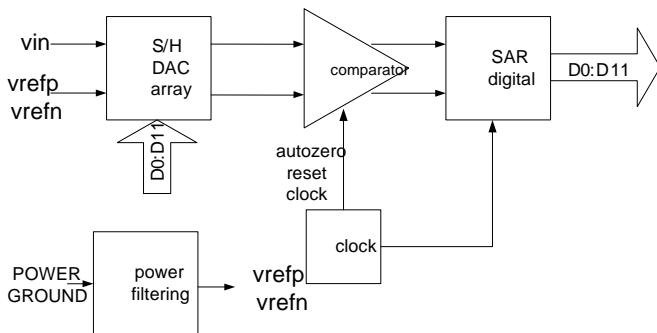 vin
vrefp
vrefn
S/H
DAC
array
D0:D11
comparator
SAR
digital
D0:D11
autozero
reset
clock
clock
POWER
GROUND
power
filtering
vrefp
vrefn